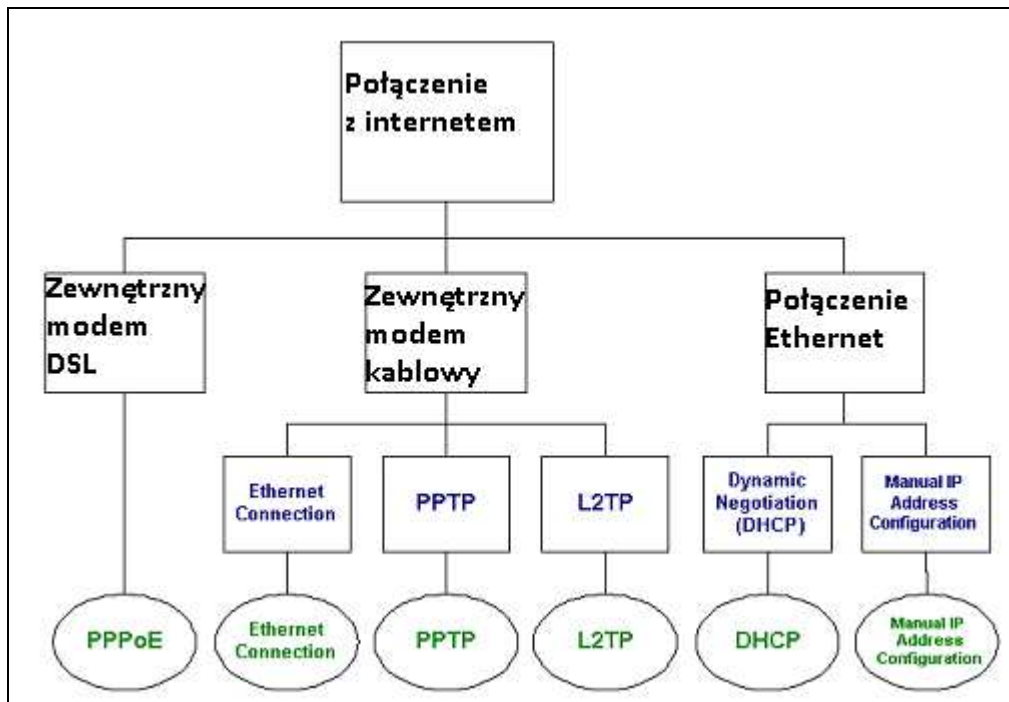 Połączenie
z internetem
Zewnętrzny
modem
DSL
Zewnętrzny
modem
kablowy
Połączenie
Ethernet
Ethernet
Connection
PPTP
L2TP
Dynamic
Negotiation
(DHCP)
Manual IP
Address
Configuration
PPPoE
Ethernet
Connection
PPTP
L2TP
DHCP
Manual IP
Address
Configuration